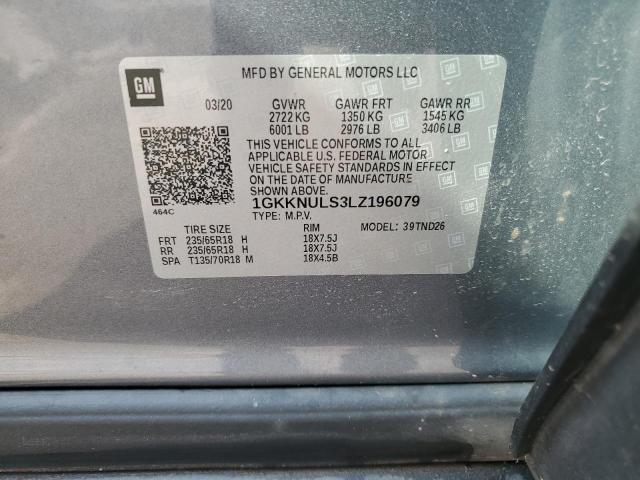 GM
MFD BY GENERAL MOTORS LLC
03/20 GVWR GAWR FRT GAWR RR
2722 KG 1350 KG 1545 KG
6001 LB 2976 LB 3406 LB
THIS VEHICLE CONFORMS TO ALL
APPLICABLE U.S. FEDERAL MOTOR
VEHICLE SAFETY STANDARDS IN EFFECT
ON THE DATE OF MANUFACTURE
SHOWN ABOVE.
1GKKNULS3LZ196079
464C
TYPE: M.P.V.
TIRE SIZE RIM MODEL: 39TND26
FRT 235/65R18 H 18X7.5J
RR 235/65R18 H 18X7.5J
SPA T135/70R18 M 18X4.5B